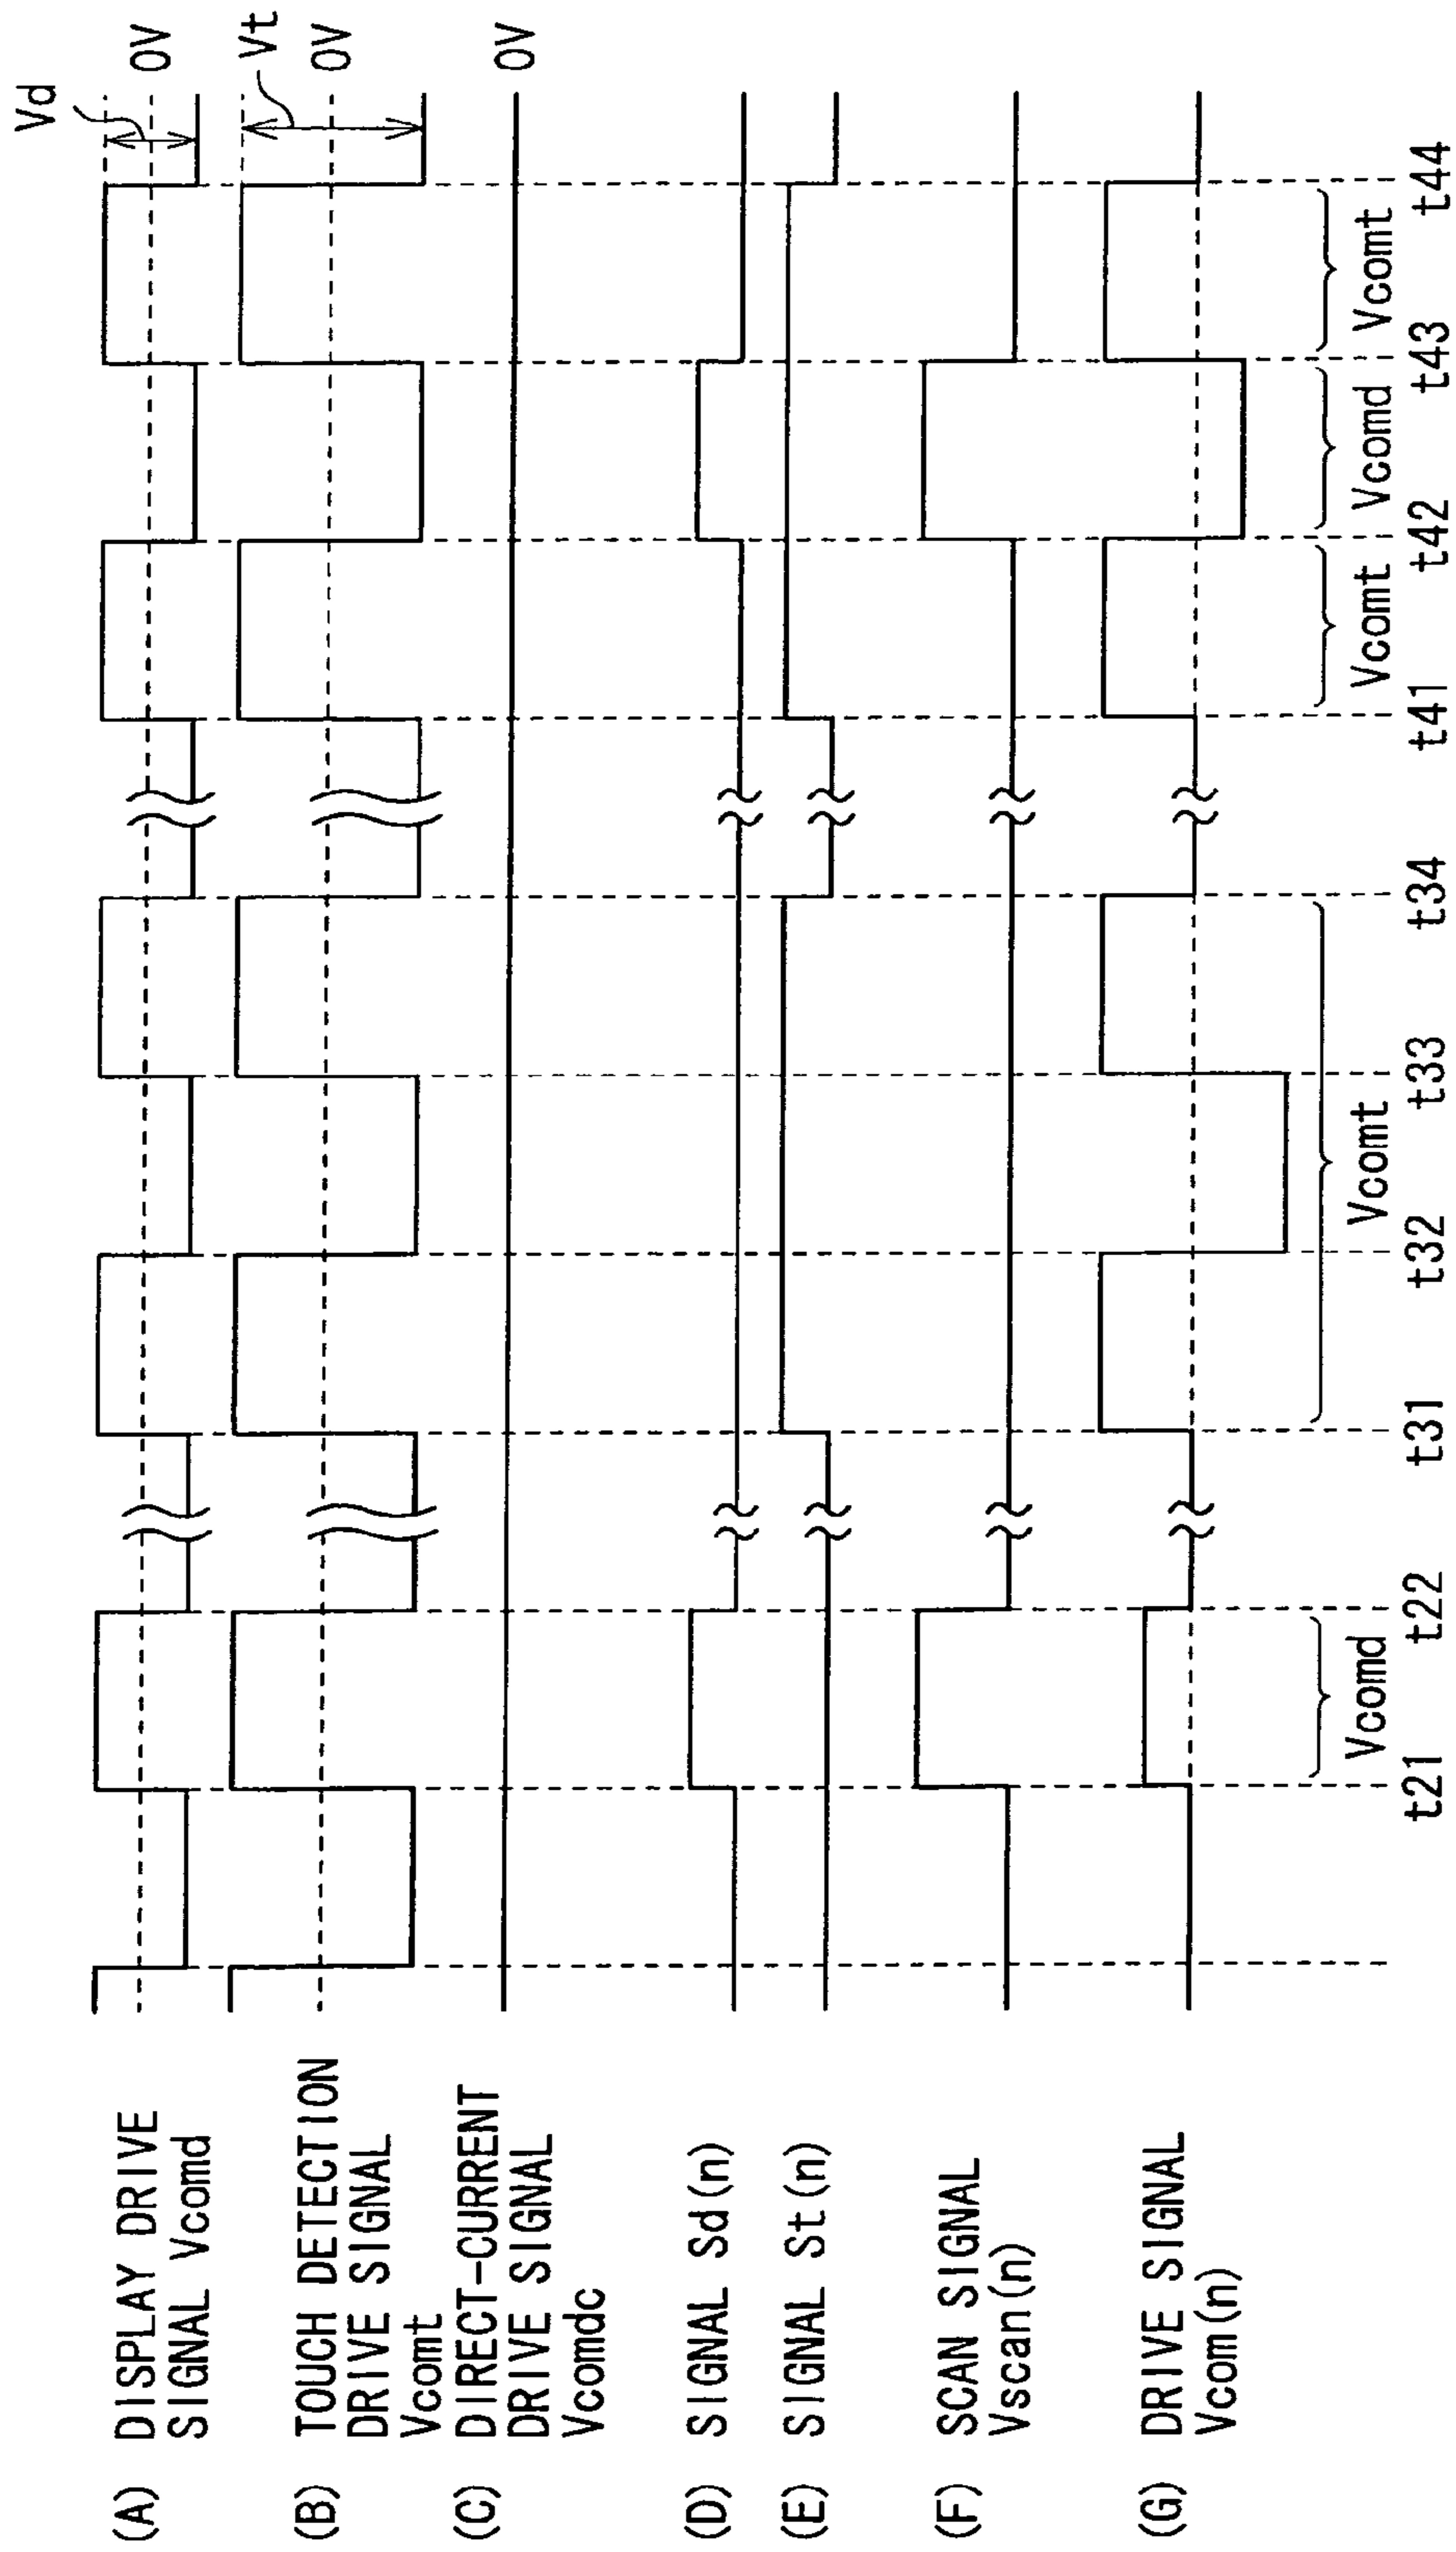 Vd
0V
Vt
0V
0V
(A) DISPLAY DRIVE
SIGNAL Vcomd
(B) TOUCH DETECTION
DRIVE SIGNAL
Vcomt
(C) DIRECT-CURRENT
DRIVE SIGNAL
Vcomdc
(D) SIGNAL Sd(n)
(E) SIGNAL St(n)
(F) SCAN SIGNAL
Vscan(n)
(G) DRIVE SIGNAL
Vcom(n)
Vcomd Vcomt Vcomt Vcomd Vcomt
t21 t22 t31 t32 t33 t34 t41 t42 t43 t44